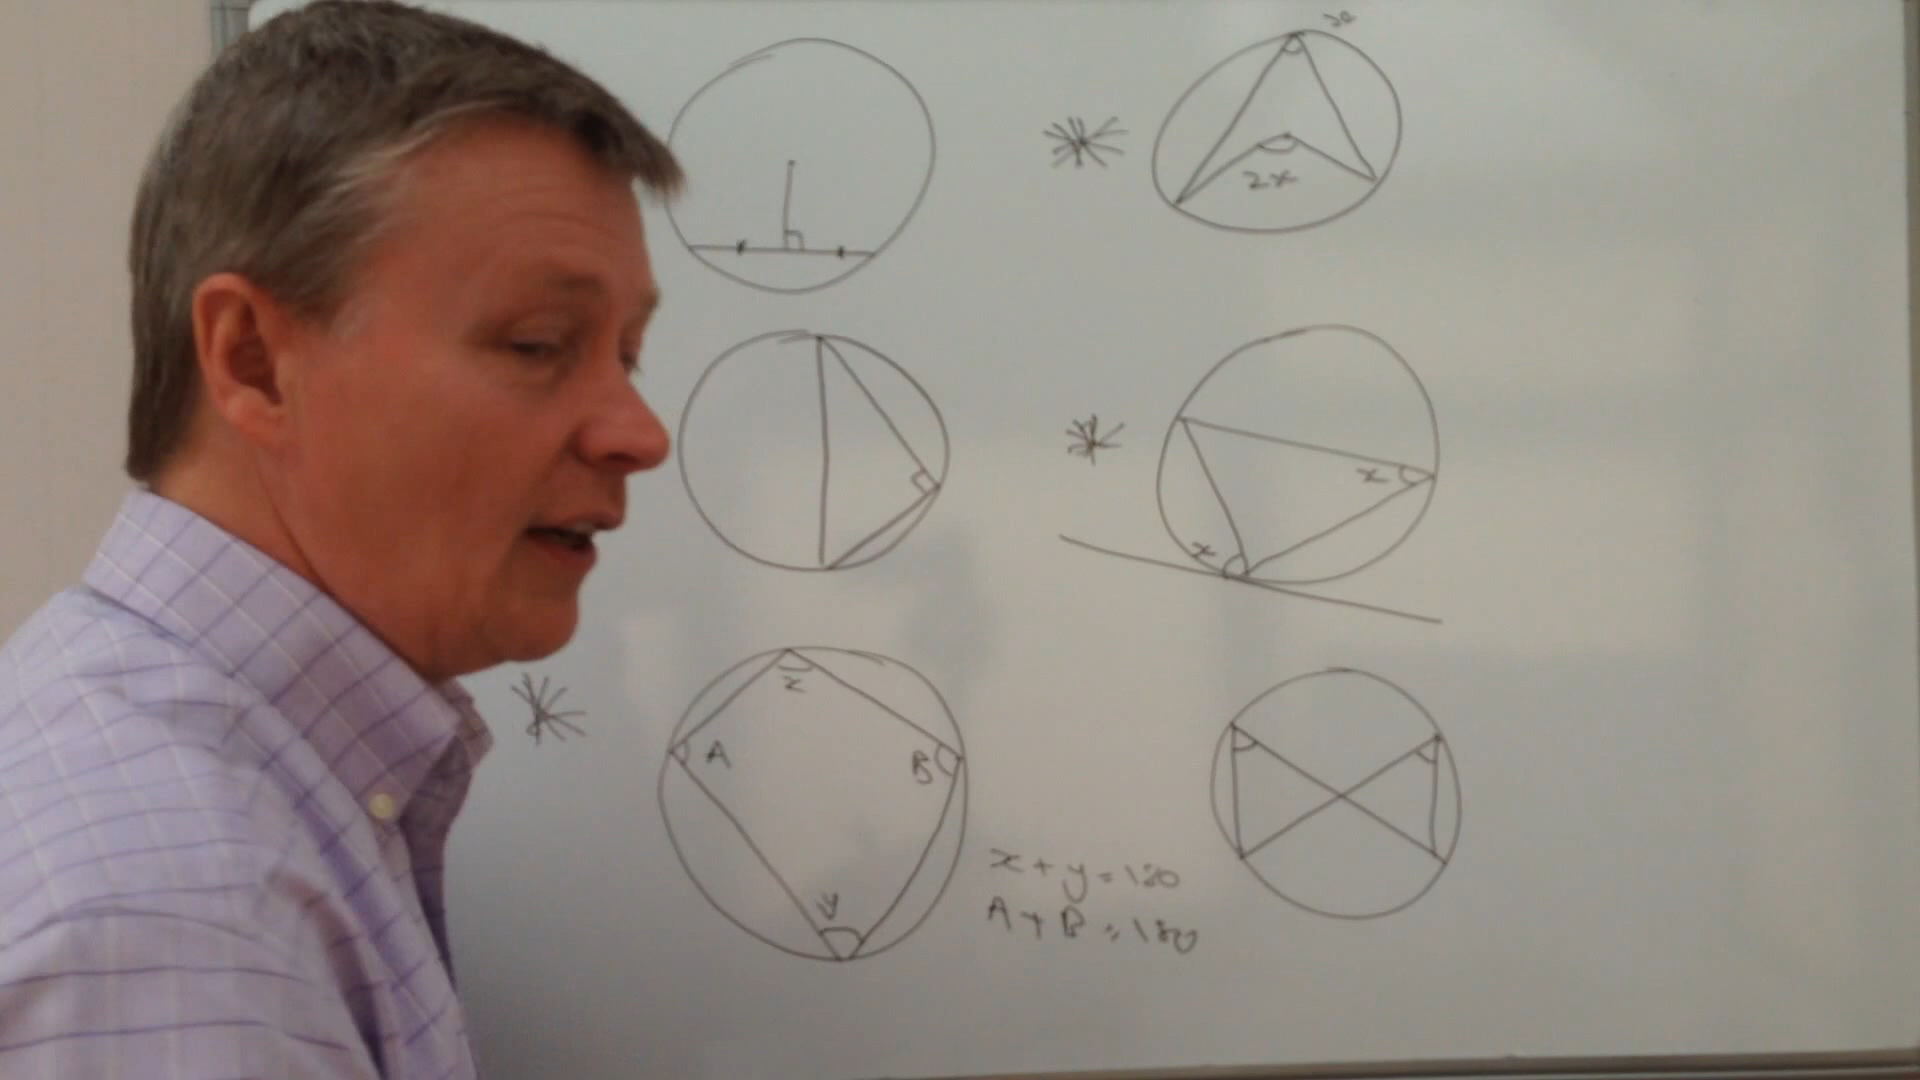 x
2x
x
x
x
A
B
y
x + y = 180
A + B = 180